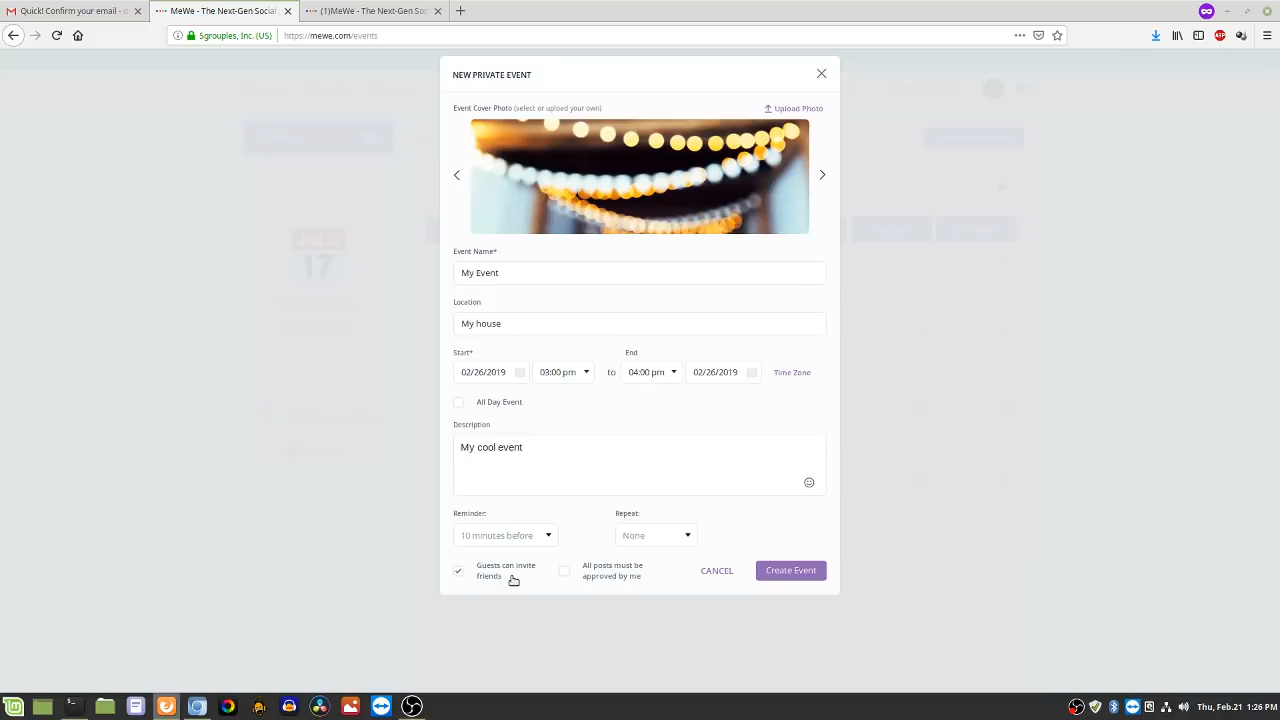 Quick! Confirm your email - c
MeWe - The Next-Gen Social
(1)MeWe - The Next-Gen Soc
Sgrouples, Inc. (US)
https://mewe.com/events
NEW PRIVATE EVENT
Event Cover Photo (select or upload your own)
Upload Photo
Event Name*
My Event
Location
My house
Start*
End
02/26/2019
03:00 pm
to
04:00 pm
02/26/2019
Time Zone
All Day Event
Description
My cool event
Reminder:
Repeat:
10 minutes before
None
Guests can invite
friends
All posts must be
approved by me
CANCEL
Create Event
17
Thu, Feb.21 1:26 PM